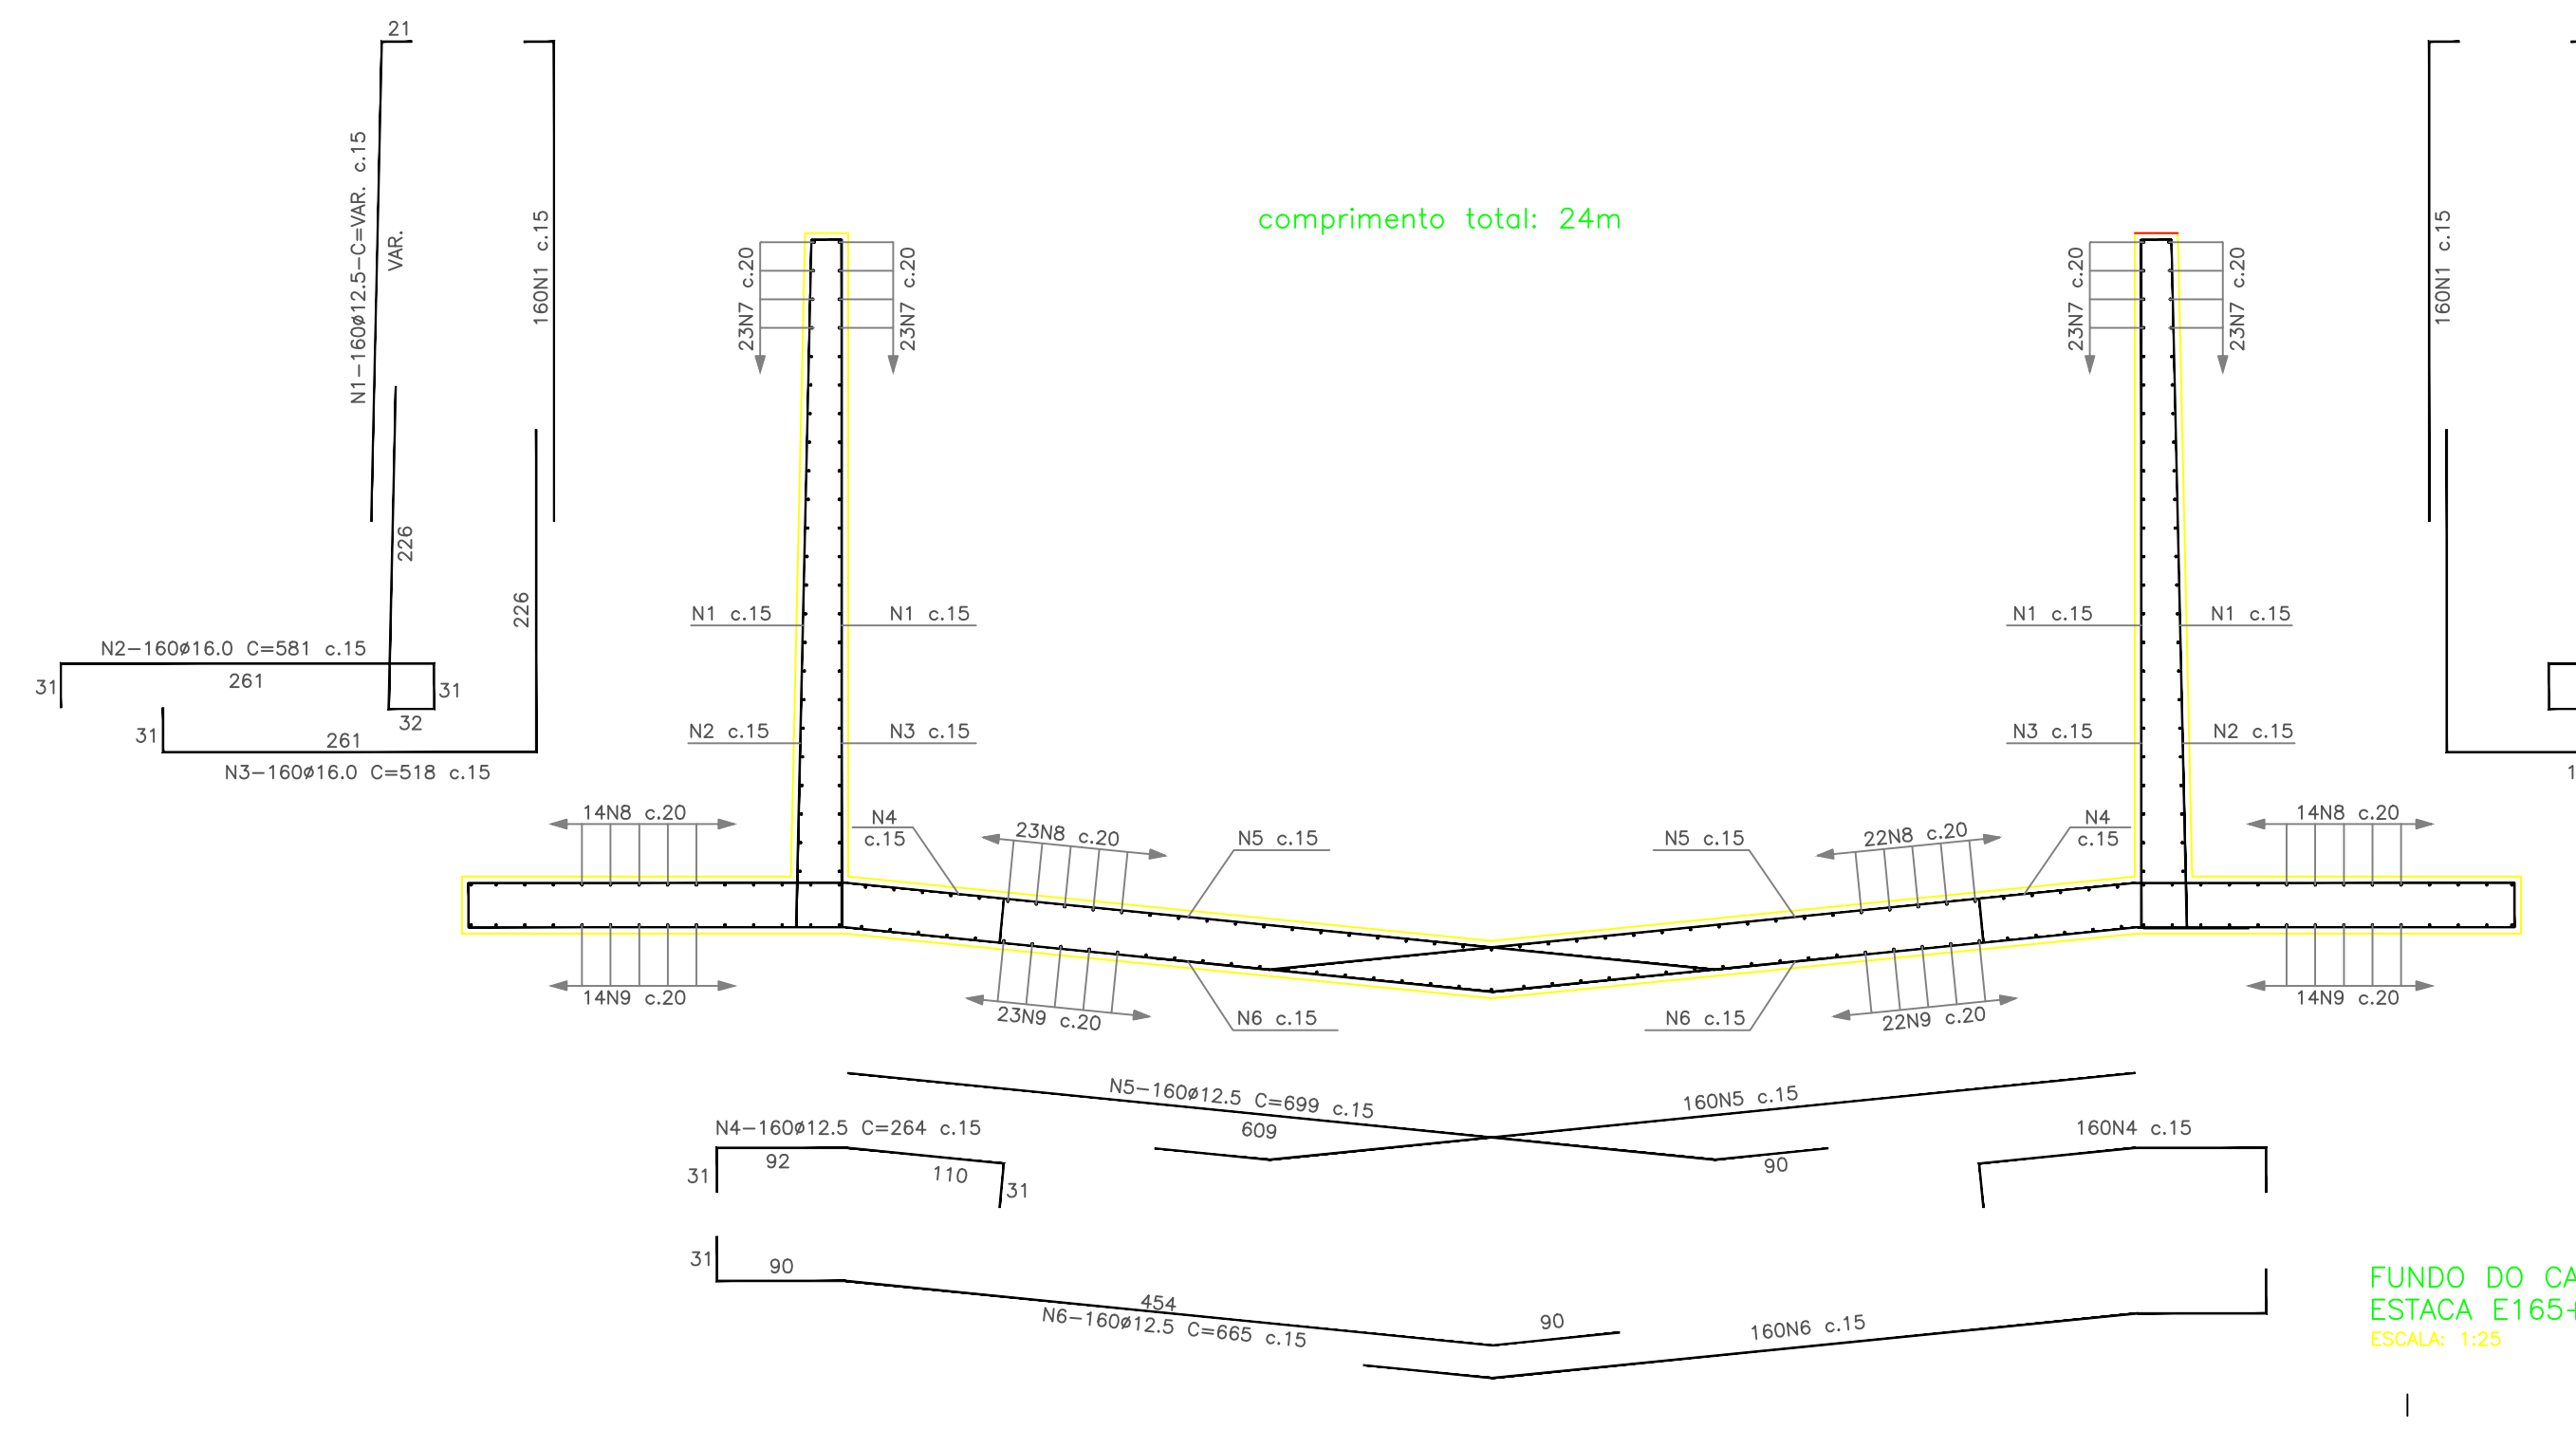 21
N1-160ø12.5-C=VAR. c.15
VAR.
160N1 c.15
226
226
N2-160ø16.0 C=581 c.15
31
261
31
32
31
261
N3-160ø16.0 C=518 c.15
comprimento total: 24m
23N7 c.20
23N7 c.20
23N7 c.20
23N7 c.20
160N1 c.15
N1 c.15
N1 c.15
N1 c.15
N1 c.15
N2 c.15
N3 c.15
N3 c.15
N2 c.15
14N8 c.20
N4
c.15
23N8 c.20
N5 c.15
N5 c.15
22N8 c.20
N4
c.15
14N8 c.20
14N9 c.20
23N9 c.20
N6 c.15
N6 c.15
22N9 c.20
14N9 c.20
N5-160ø12.5 C=699 c.15
609
160N5 c.15
90
N4-160ø12.5 C=264 c.15
31
92
110
31
160N4 c.15
31
90
454
N6-160ø12.5 C=665 c.15
90
160N6 c.15
FUNDO DO CA
ESTACA E165+
ESCALA: 1:25